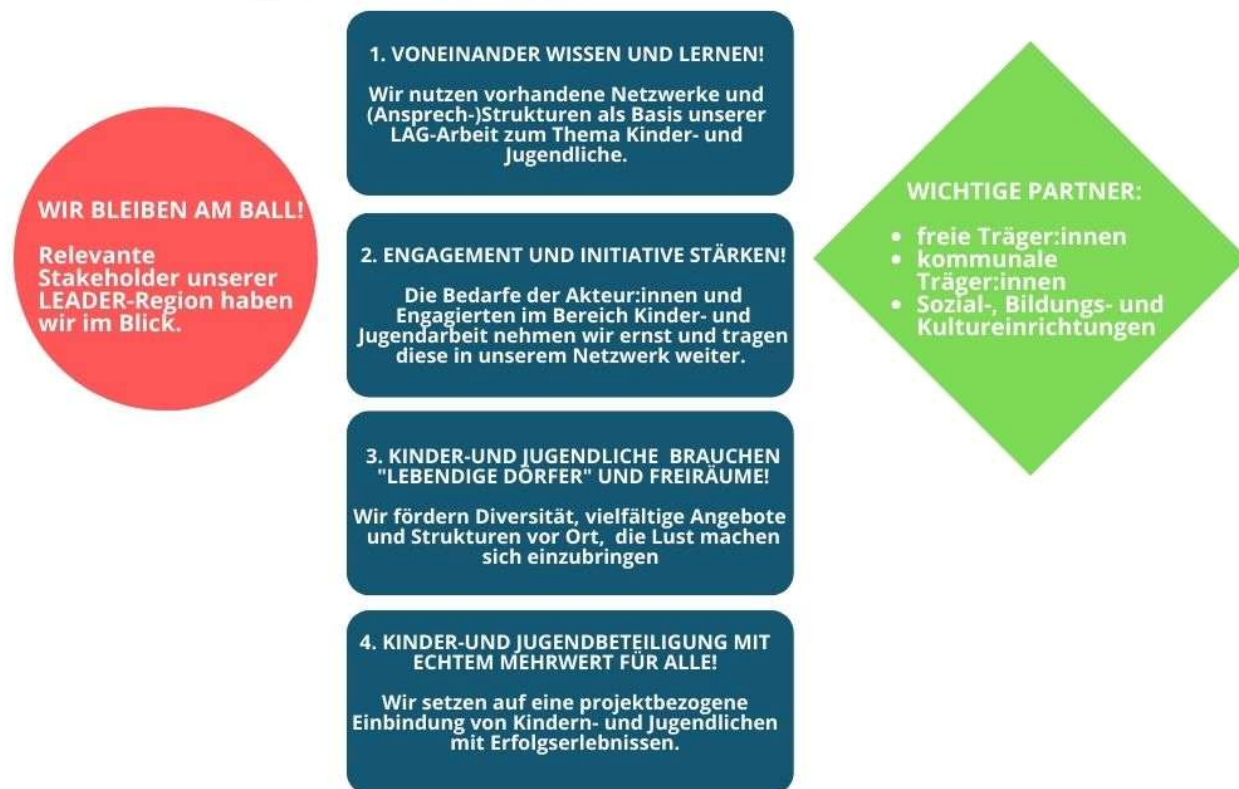 WIR BLEIBEN AM BALL!
Relevante
Stakeholder unserer
LEADER-Region haben
wir im Blick.
1. VONEINANDER WISSEN UND LERNEN!
Wir nutzen vorhandene Netzwerke und
(Ansprech-)Strukturen als Basis unserer
LAG-Arbeit zum Thema Kinder- und
Jugendliche.
2. ENGAGEMENT UND INITIATIVE STÄRKEN!
Die Bedarfe der Akteur:innen und
Engagierten im Bereich Kinder- und
Jugendarbeit nehmen wir ernst und tragen
diese in unserem Netzwerk weiter.
3. KINDER-UND JUGENDLICHE BRAUCHEN
"LEBENDIGE DÖRFER" UND FREIRÄUME!
Wir fördern Diversität, vielfältige Angebote
und Strukturen vor Ort, die Lust machen
sich einzubringen
4. KINDER-UND JUGENDBETEILIGUNG MIT
ECHTEM MEHRWERT FÜR ALLE!
Wir setzen auf eine projektbezogene
Einbindung von Kindern- und Jugendlichen
mit Erfolgserlebnissen.
WICHTIGE PARTNER:
• freie Träger:innen
• kommunale
Träger:innen
• Sozial-, Bildungs- und
Kultureinrichtungen